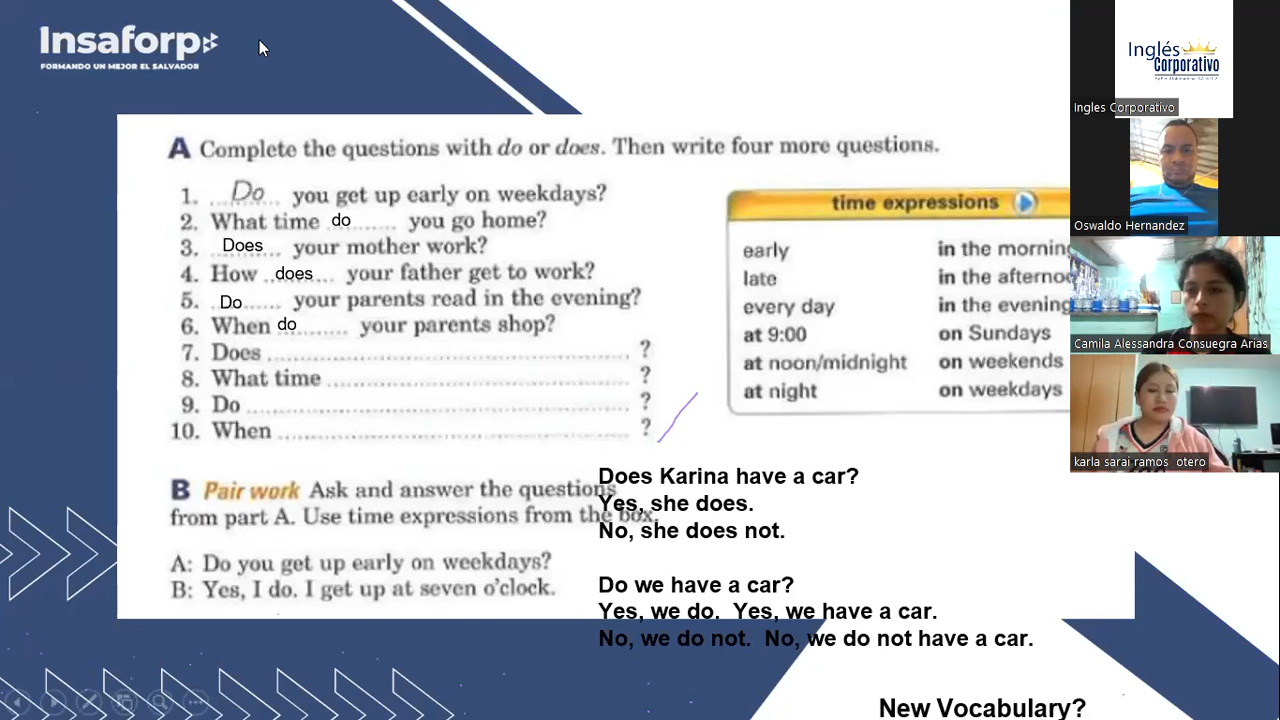 Insaforp
FORMANDO UN MEJOR EL SALVADOR
A Complete the questions with do or does. Then write four more questions.
1. Do you get up early on weekdays?
2. What time do you go home?
3. Does your mother work?
4. How does your father get to work?
5. Do your parents read in the evening?
6. When do your parents shop?
7. Does ?
8. What time ?
9. Do ?
10. When ?
time expressions
early in the mornin
late in the afterno
every day in the evening
at 9:00 on Sundays
at noon/midnight on weekends
at night on weekdays
B Pair work Ask and answer the questions
from part A. Use time expressions from the box.
A: Do you get up early on weekdays?
B: Yes, I do. I get up at seven o'clock.
Does Karina have a car?
Yes, she does.
No, she does not.
Do we have a car?
Yes, we do. Yes, we have a car.
No, we do not. No, we do not have a car.
New Vocabulary?
Inglés
Corporativo
Ingles Corporativo
Oswaldo Hernandez
Camila Alessandra Consuegra Arias
karla sarai ramos otero